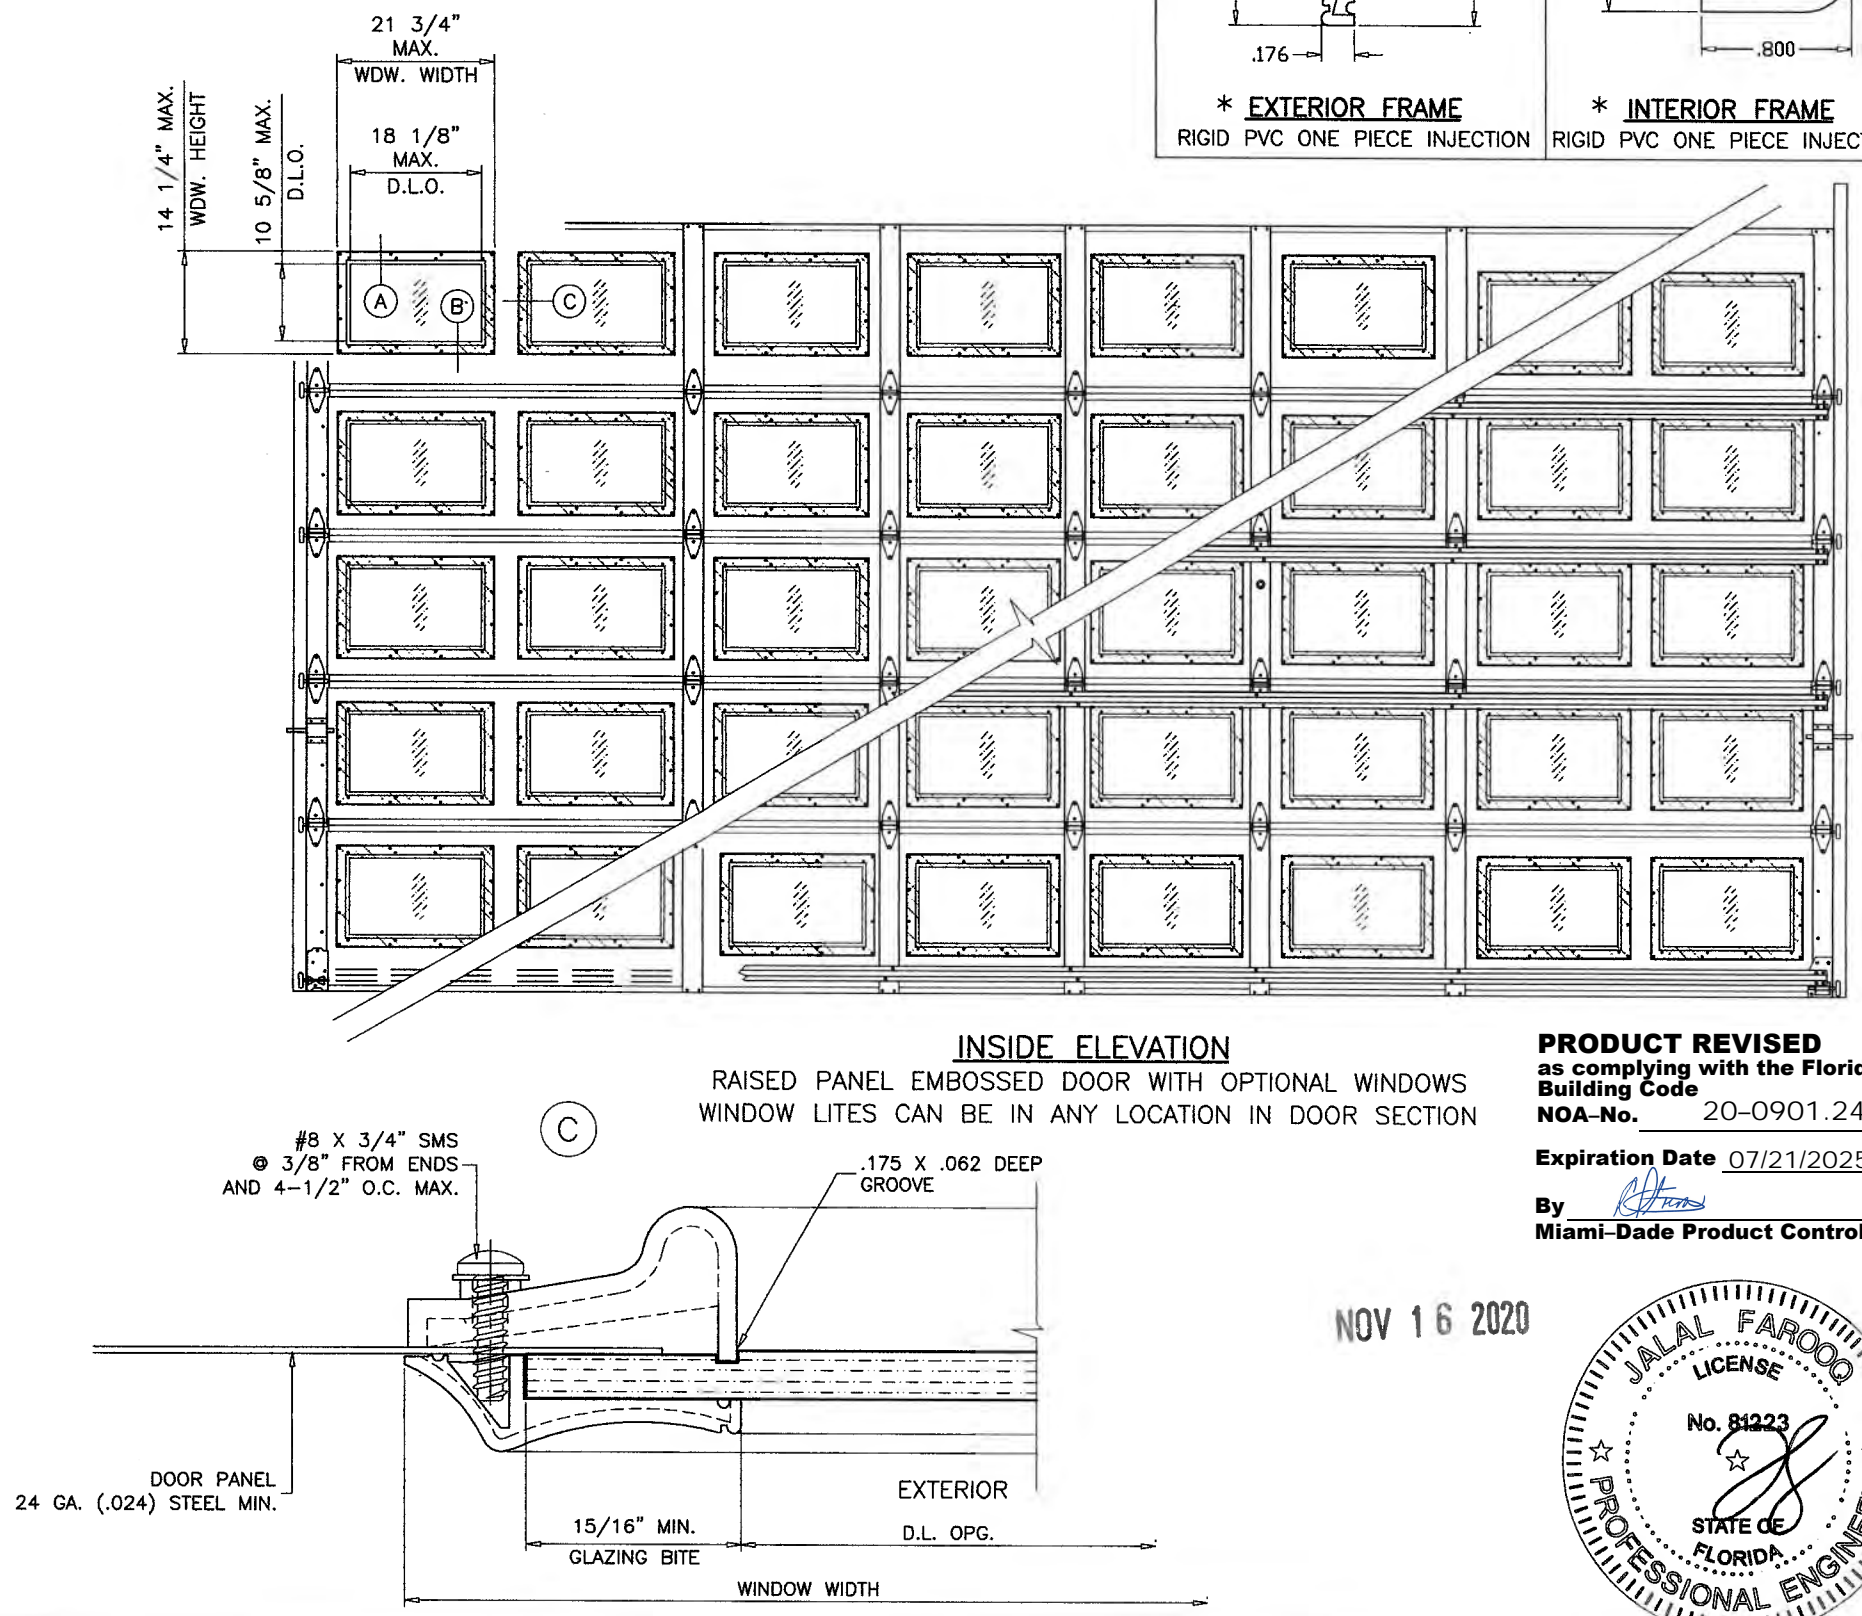 21 3/4"
MAX.
WDW. WIDTH
14 1/4" MAX.
WDW. HEIGHT
10 5/8" MAX.
D.L.O.
18 1/8"
MAX.
D.L.O.
.176
.800
* EXTERIOR FRAME
RIGID PVC ONE PIECE INJECTION
* INTERIOR FRAME
RIGID PVC ONE PIECE INJEC
A
B
C
INSIDE ELEVATION
RAISED PANEL EMBOSSED DOOR WITH OPTIONAL WINDOWS
WINDOW LITES CAN BE IN ANY LOCATION IN DOOR SECTION
PRODUCT REVISED
as complying with the Florid
Building Code
NOA–No. 20–0901.24
Expiration Date 07/21/2025
By
Miami–Dade Product Control
C
#8 X 3/4" SMS
@ 3/8" FROM ENDS
AND 4–1/2" O.C. MAX.
.175 X .062 DEEP
GROOVE
DOOR PANEL
24 GA. (.024) STEEL MIN.
EXTERIOR
15/16" MIN.
GLAZING BITE
D.L. OPG.
WINDOW WIDTH
NOV 16 2020
JALAL FAROOQ
LICENSE
No. 81223
STATE OF
FLORIDA
PROFESSIONAL ENGINEE